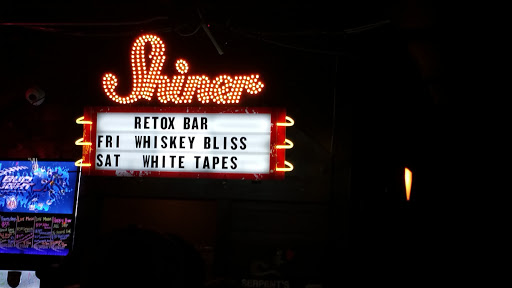 Shiner
RETOX BAR
FRI WHISKEY BLISS
SAT WHITE TAPES
BUD LIGHT